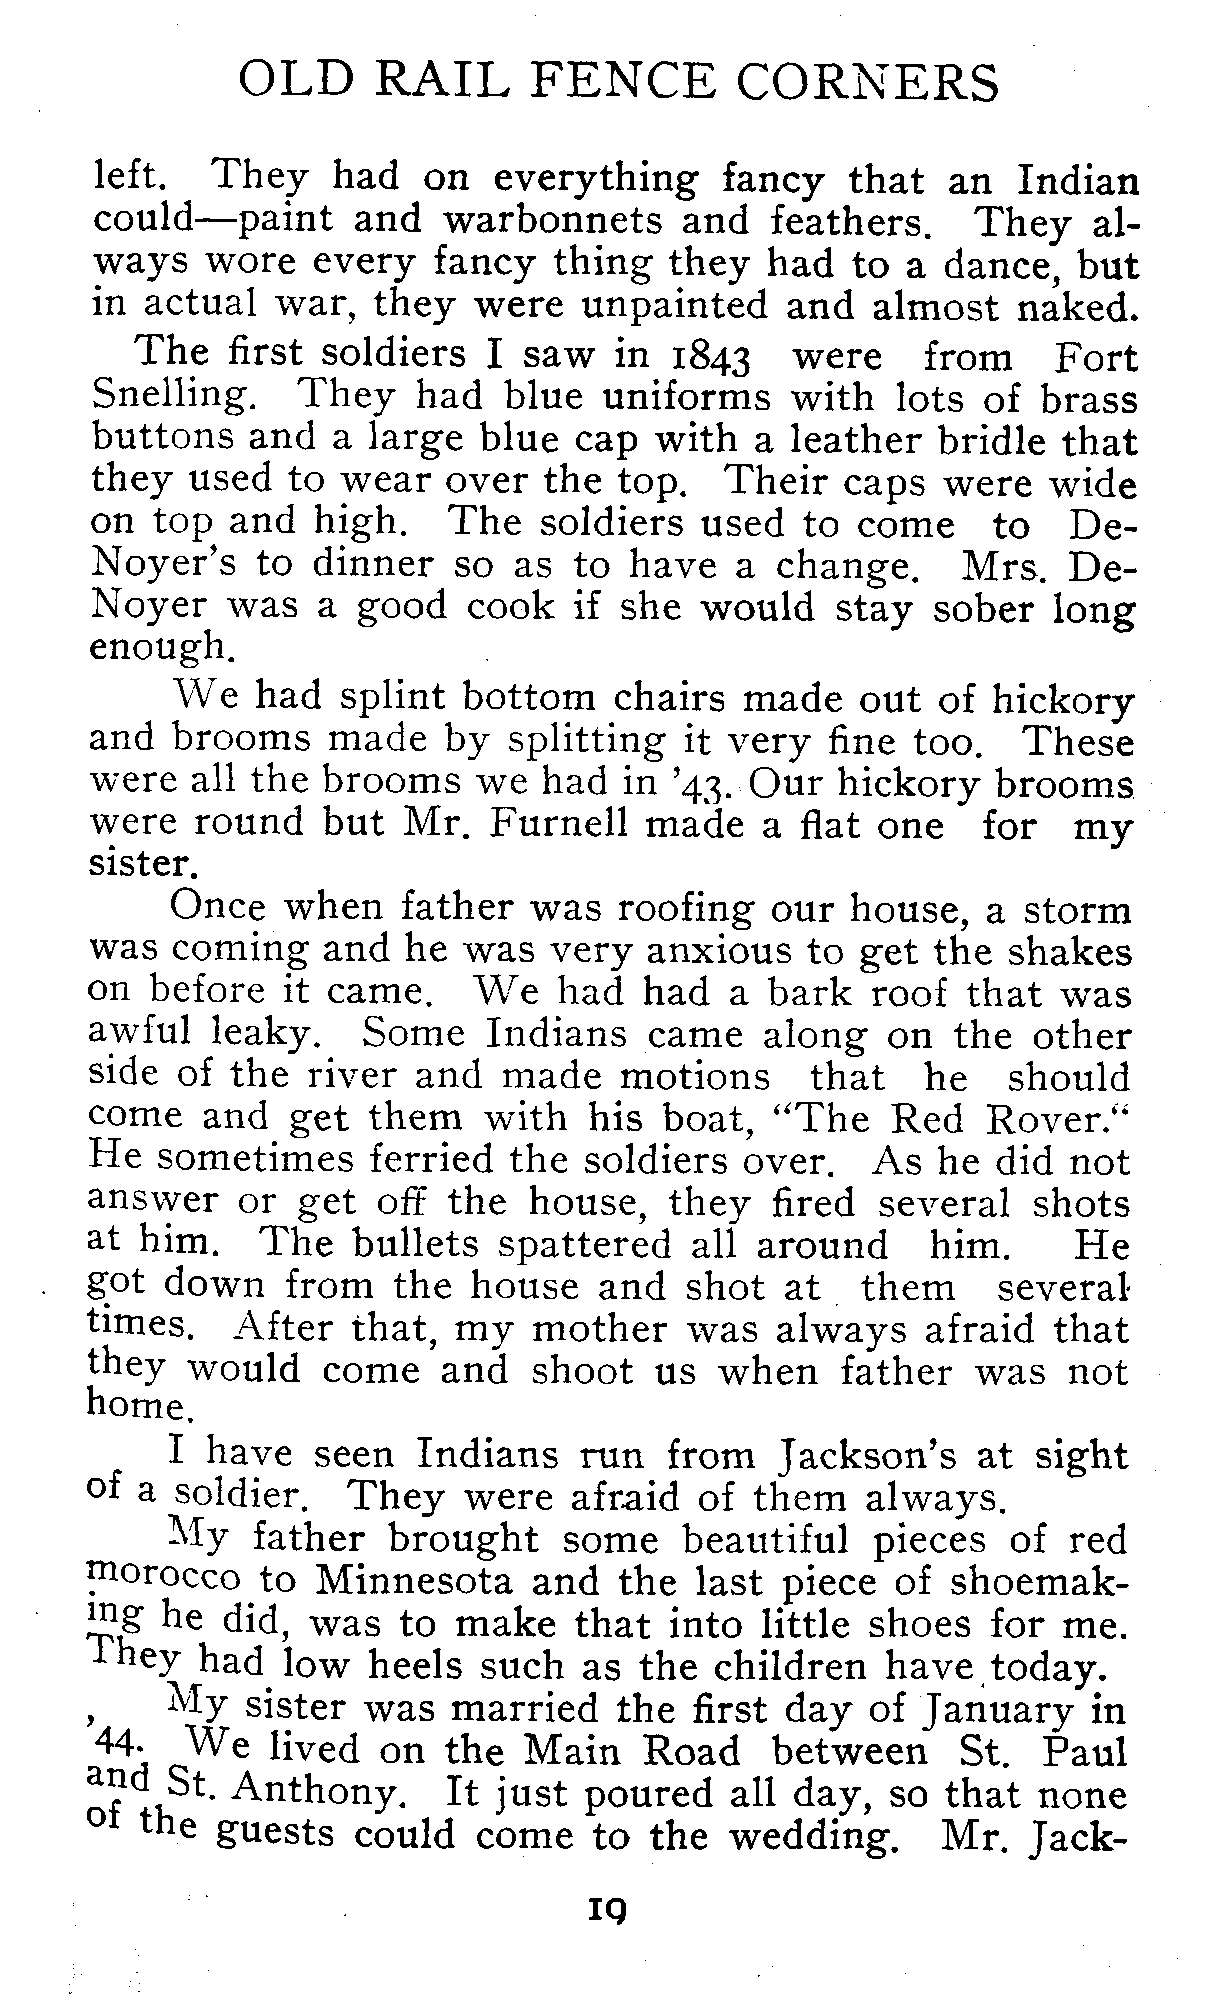 OLD RAIL FENCE CORNERS
left. They had on everything fancy that an Indian
could—paint and warbonnets and feathers. They al-
ways wore every fancy thing they had to a dance, but
in actual war, they were unpainted and almost naked.
The first soldiers I saw in 1843 were from Fort
Snelling. They had blue uniforms with lots of brass
buttons and a large blue cap with a leather bridle that
they used to wear over the top. Their caps were wide
on top and high. The soldiers used to come to De-
Noyer's to dinner so as to have a change. Mrs. De-
Noyer was a good cook if she would stay sober long
enough.
We had splint bottom chairs made out of hickory
and brooms made by splitting it very fine too. These
were all the brooms we had in '43. Our hickory brooms
were round but Mr. Furnell made a flat one for my
sister.
Once when father was roofing our house, a storm
was coming and he was very anxious to get the shakes
on before it came. We had had a bark roof that was
awful leaky. Some Indians came along on the other
side of the river and made motions that he should
come and get them with his boat, "The Red Rover.“
He sometimes ferried the soldiers over. As he did not
answer or get off the house, they fired several shots
at him. The bullets spattered all around him. He
got down from the house and shot at them several
times. After that, my mother was always afraid that
they would come and shoot us when father was not
home.
I have seen Indians run from Jackson's at sight
of a soldier. They were afraid of them always.
My father brought some beautiful pieces of red
morocco to Minnesota and the last piece of shoemak-
ing he did, was to make that into little shoes for me.
They had low heels such as the children have today.
My sister was married the first day of January in
'44. We lived on the Main Road between St. Paul
and St. Anthony. It just poured all day, so that none
of the guests could come to the wedding. Mr. Jack-
19